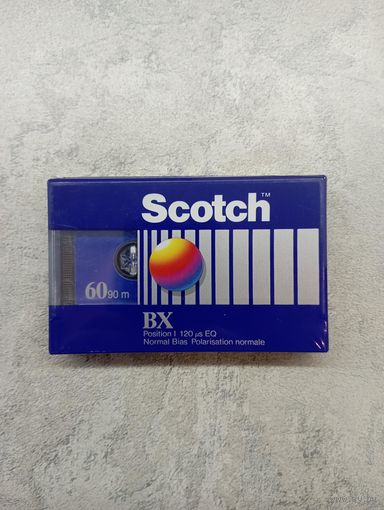 Scotch™
60 90 m
BX
Position I 120 µs EQ
Normal Bias Polarisation normale